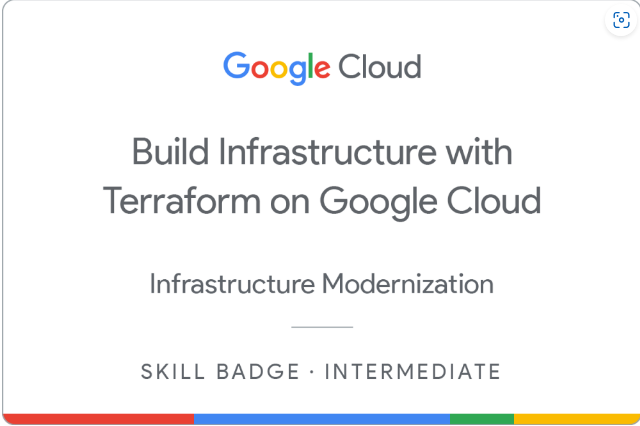 Google Cloud
Build Infrastructure with
Terraform on Google Cloud
Infrastructure Modernization
SKILL BADGE · INTERMEDIATE